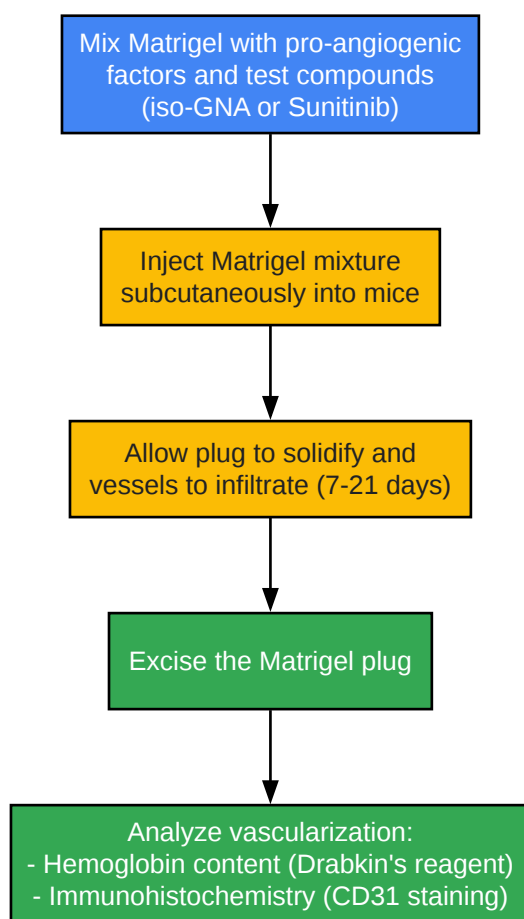 Mix Matrigel with pro-angiogenic
factors and test compounds
(iso-GNA or Sunitinib)
Inject Matrigel mixture
subcutaneously into mice
Allow plug to solidify and
vessels to infiltrate (7-21 days)
Excise the Matrigel plug
Analyze vascularization:
- Hemoglobin content (Drabkin's reagent)
- Immunohistochemistry (CD31 staining)